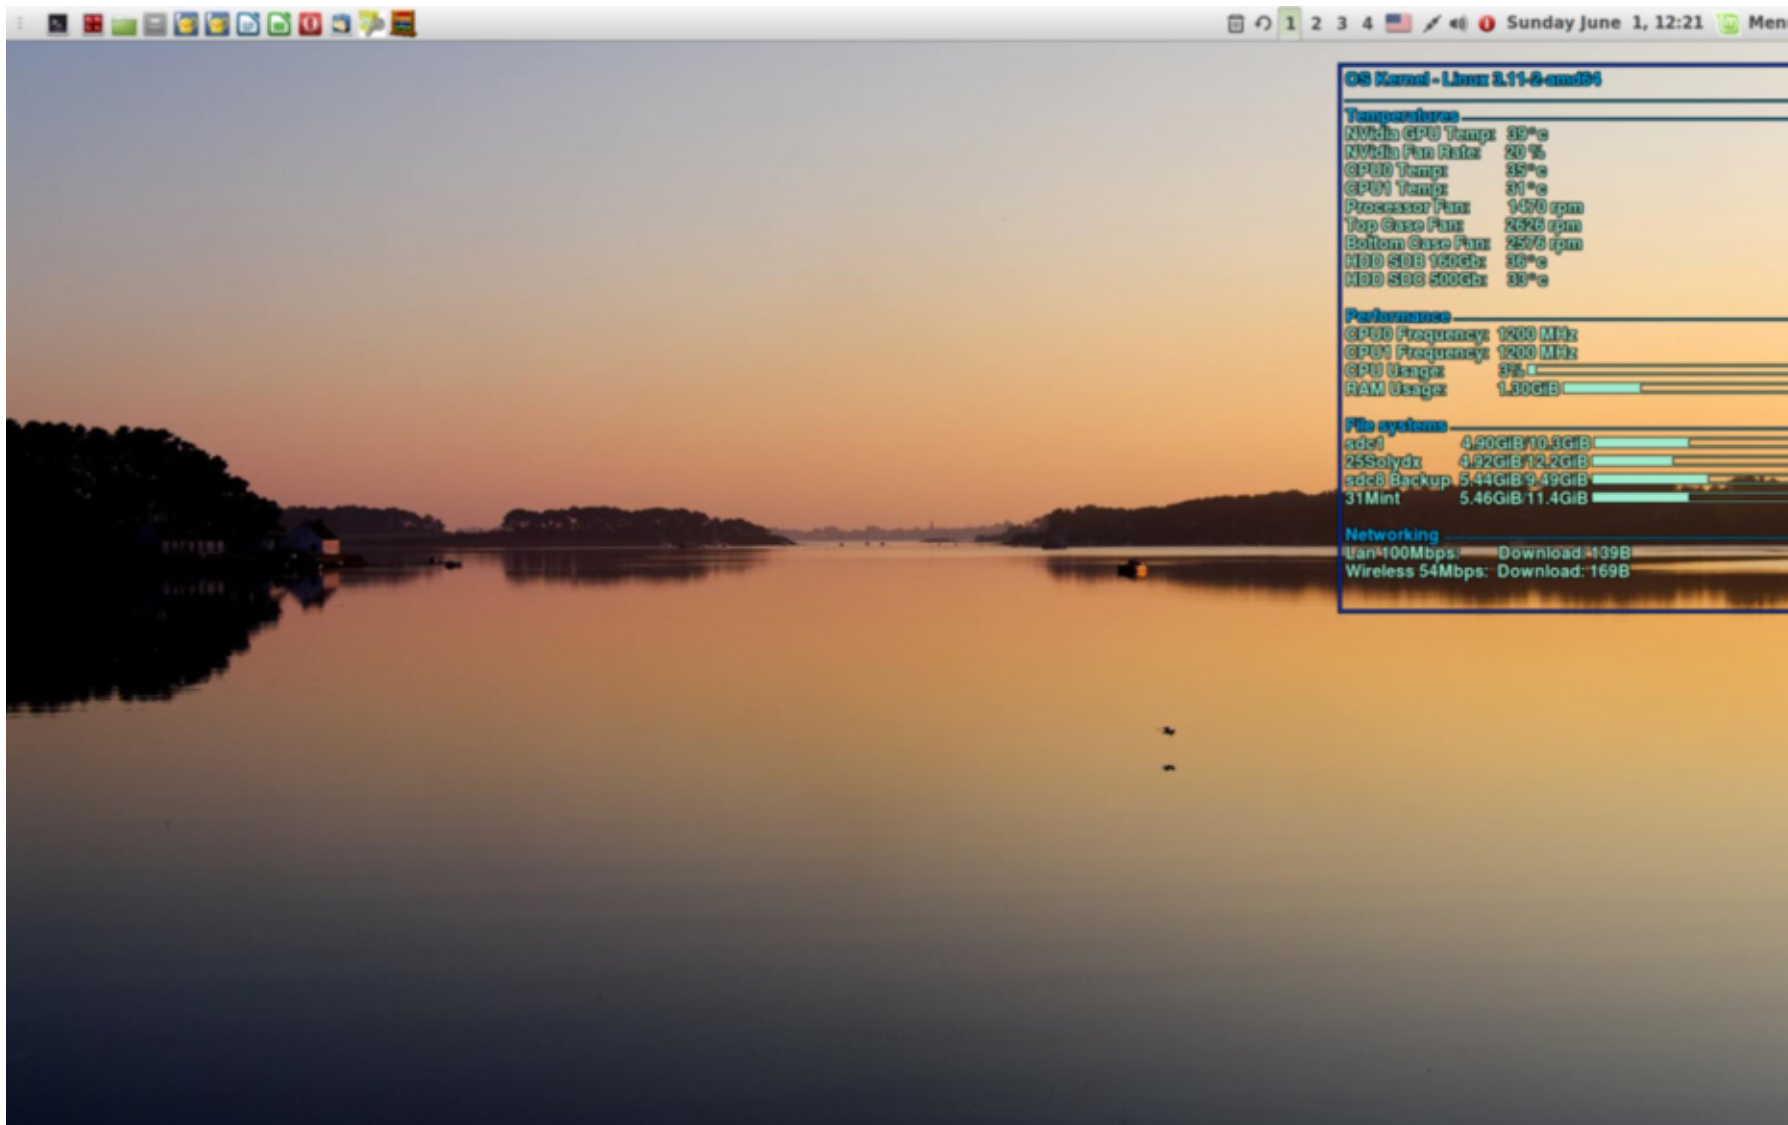 1 2 3 4 Sunday June 1, 12:21 Men
OS Kernel - Linux 3.11-2-amd64
Temperatures
NVidia GPU Temp: 39°c
NVidia Fan Rate: 20 %
CPU0 Temp: 35°c
CPU1 Temp: 31°c
Processor Fan: 1470 rpm
Top Case Fan: 2626 rpm
Bottom Case Fan: 2576 rpm
HDD SDB 160Gb: 36°c
HDD SDC 500Gb: 33°c
Performance
CPU0 Frequency: 1200 MHz
CPU1 Frequency: 1200 MHz
CPU Usage: 3%
RAM Usage: 1.30GiB
File systems
sdc1 4.90GiB/10.3GiB
25Solydx 4.92GiB/12.2GiB
sdc8 Backup 5.44GiB/9.49GiB
31Mint 5.46GiB/11.4GiB
Networking
Lan 100Mbps: Download: 139B
Wireless 54Mbps: Download: 169B